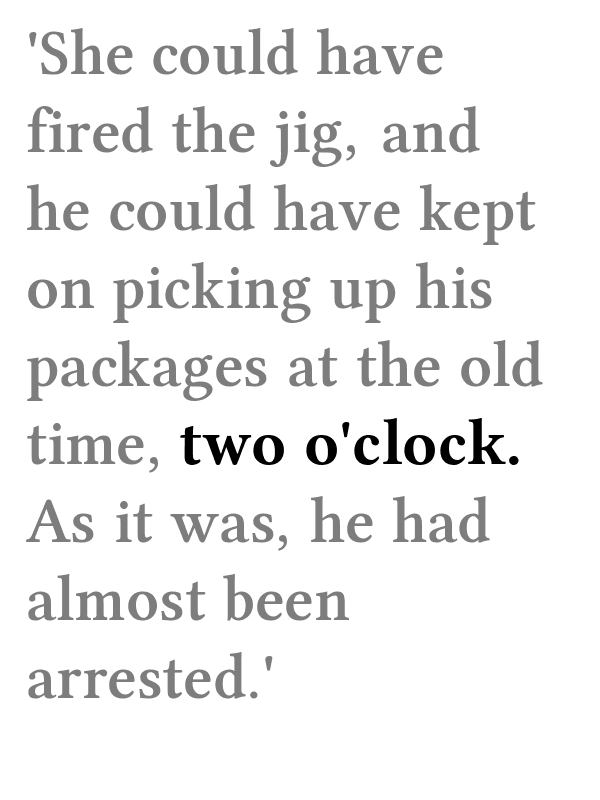 'She could have
fired the jig, and
he could have kept
on picking up his
packages at the old
time, two o'clock.
As it was, he had
almost been
arrested.'